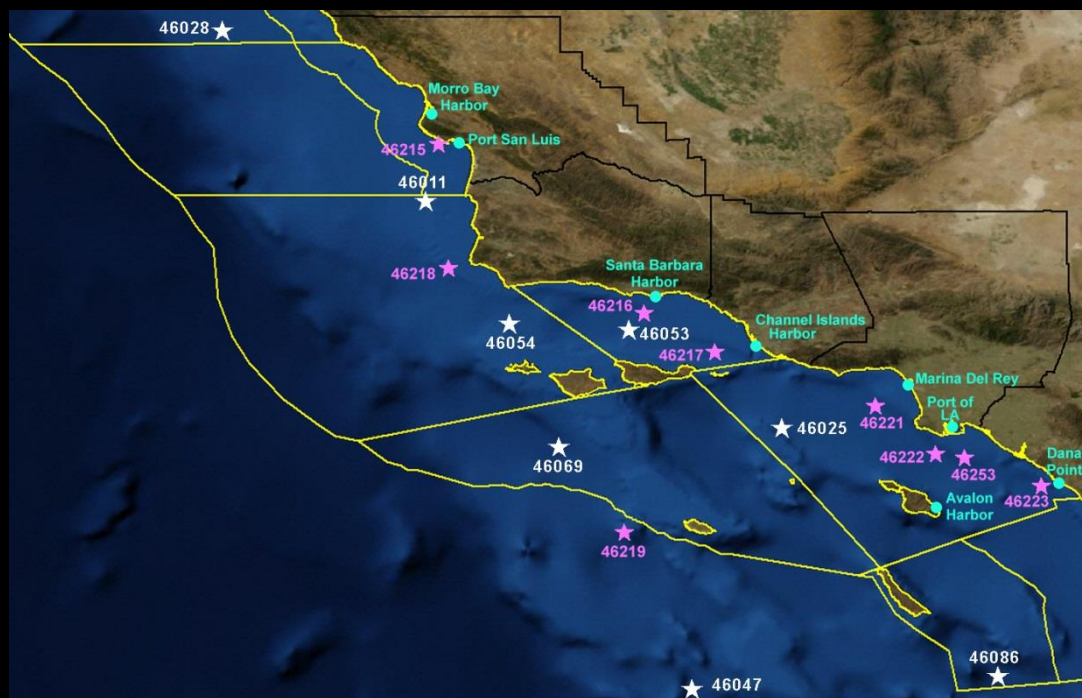 46028
Morro Bay
Harbor
46215
Port San Luis
46011
46218
Santa Barbara
Harbor
46216
46053
46054
46217
Channel Islands
Harbor
Marina Del Rey
46221
Port of
LA
46025
46222
46253
Dana
Point
46223
46069
Avalon
Harbor
46219
46086
46047